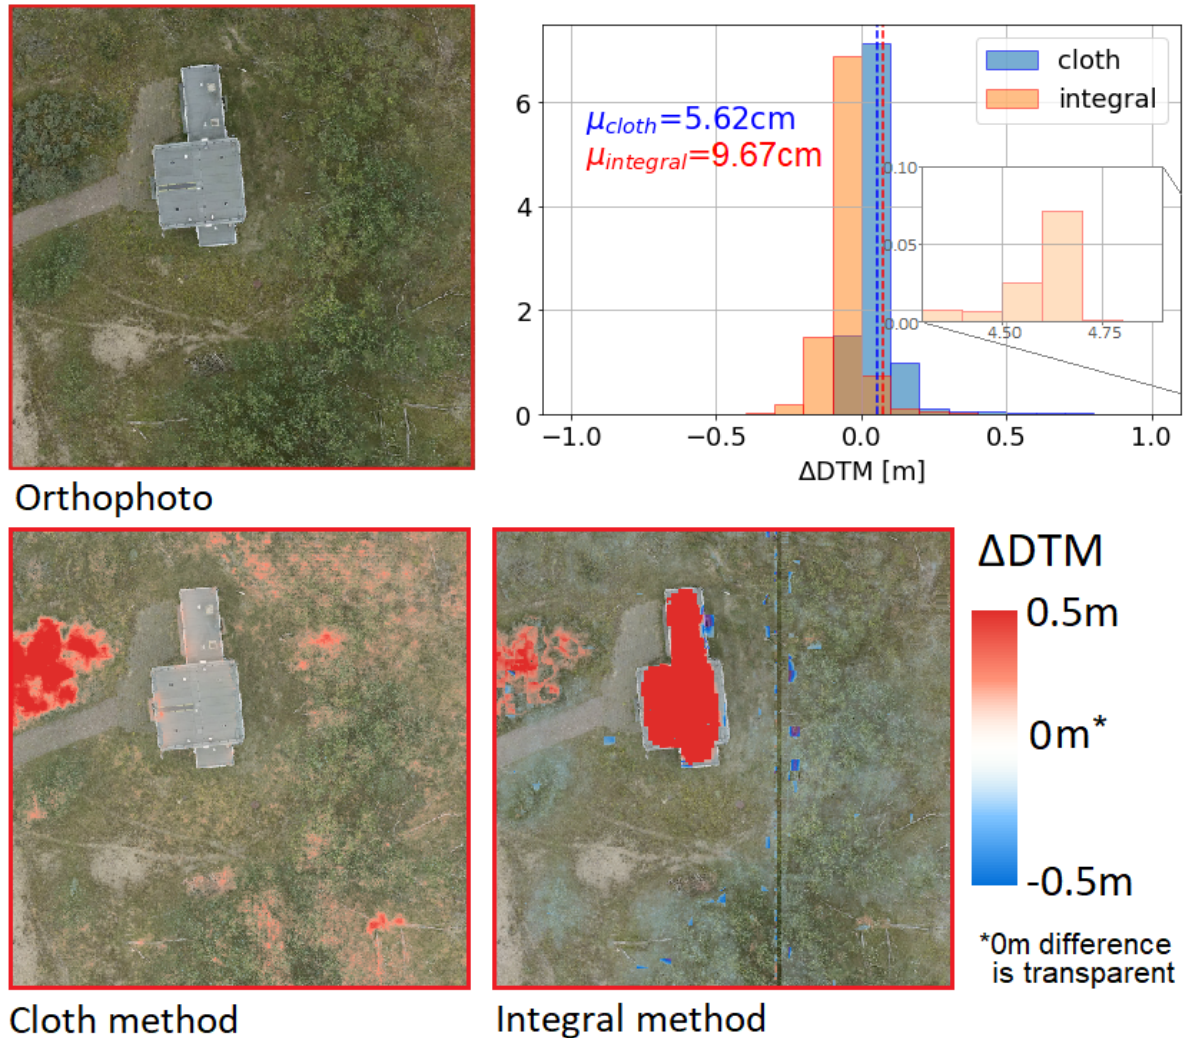 cloth
integral
μcloth=5.62cm
μintegral=9.67cm
6
4
2
0
0.10
0.05
0.00
4.50
4.75
−1.0
−0.5
0.0
0.5
1.0
ΔDTM [m]
Orthophoto
ΔDTM
0.5m
0m*
-0.5m
*0m difference
is transparent
Cloth method
Integral method